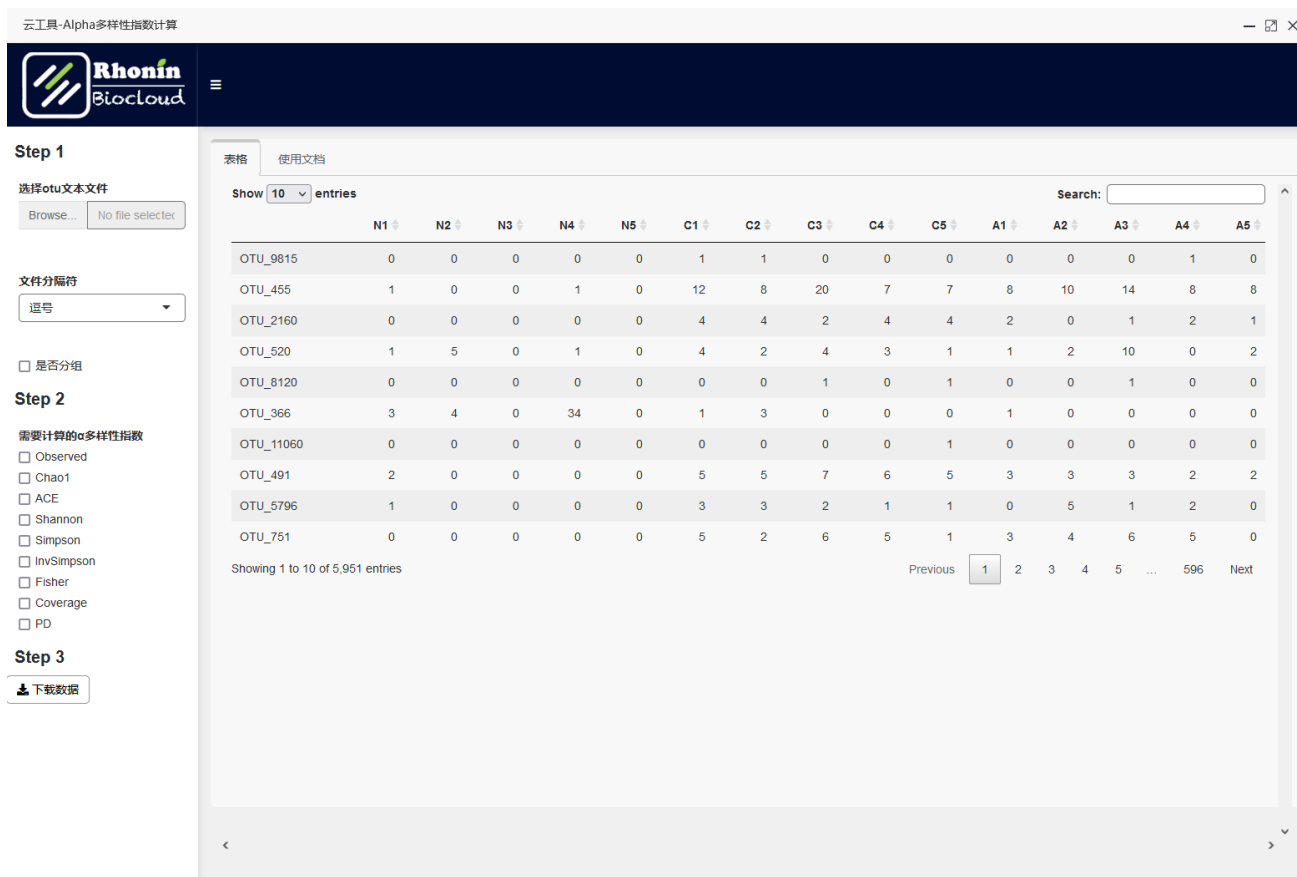 云工具-Alpha多样性指数计算
Rhonin
Biocloud
Step 1
选择otu文本文件
Browse... No file selected
文件分隔符
逗号
是否分组
Step 2
需要计算的α多样性指数
Observed
Chao1
ACE
Shannon
Simpson
InvSimpson
Fisher
Coverage
PD
Step 3
下载数据
表格 使用文档
Show 10 entries Search:
N1 N2 N3 N4 N5 C1 C2 C3 C4 C5 A1 A2 A3 A4 A5
OTU_9815 0 0 0 0 0 1 1 0 0 0 0 0 0 1 0
OTU_455 1 0 0 1 0 12 8 20 7 7 8 10 14 8 8
OTU_2160 0 0 0 0 0 4 4 2 4 4 2 0 1 2 1
OTU_520 1 5 0 1 0 4 2 4 3 1 1 2 10 0 2
OTU_8120 0 0 0 0 0 0 0 1 0 1 0 0 1 0 0
OTU_366 3 4 0 34 0 1 3 0 0 0 1 0 0 0 0
OTU_11060 0 0 0 0 0 0 0 0 0 1 0 0 0 0 0
OTU_491 2 0 0 0 0 5 5 7 6 5 3 3 3 2 2
OTU_5796 1 0 0 0 0 3 3 2 1 1 0 5 1 2 0
OTU_751 0 0 0 0 0 5 2 6 5 1 3 4 6 5 0
Showing 1 to 10 of 5,951 entries Previous 1 2 3 4 5 … 596 Next